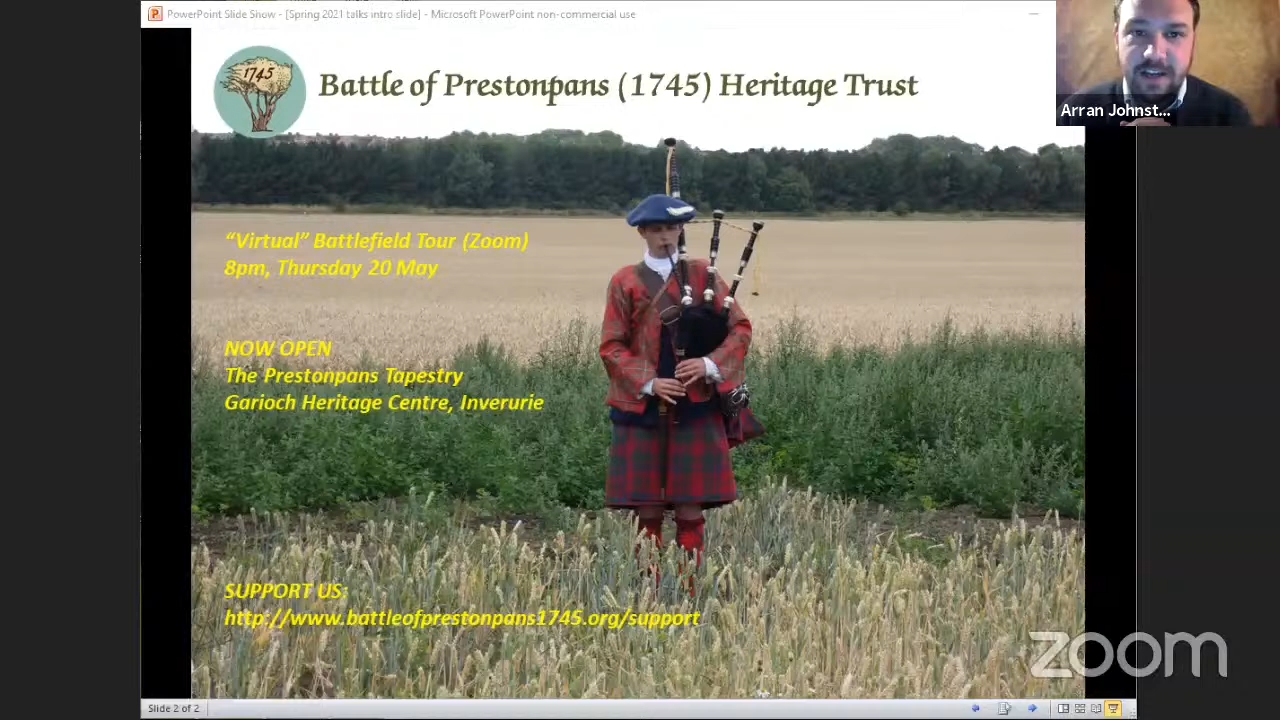 PowerPoint Slide Show - [Spring 2021 talks intro slide] - Microsoft PowerPoint non-commercial use
1745
Battle of Prestonpans (1745) Heritage Trust
Arran Johnst...
“Virtual” Battlefield Tour (Zoom)
8pm, Thursday 20 May
NOW OPEN
The Prestonpans Tapestry
Garioch Heritage Centre, Inverurie
SUPPORT US:
http://www.battleofprestonpans1745.org/support
zoom
Slide 2 of 2